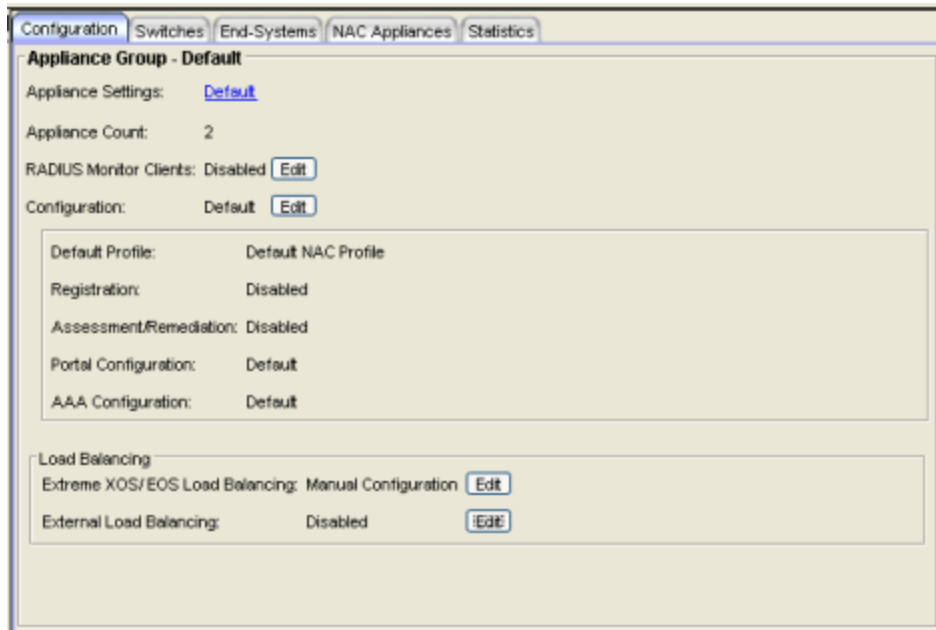 Configuration Switches End-Systems NAC Appliances Statistics
Appliance Group - Default
Appliance Settings: Default
Appliance Count: 2
RADIUS Monitor Clients: Disabled Edit
Configuration: Default Edit
Default Profile: Default NAC Profile
Registration: Disabled
Assessment/Remediation: Disabled
Portal Configuration: Default
AAA Configuration: Default
Load Balancing
Extreme XOS/EOS Load Balancing: Manual Configuration Edit
External Load Balancing: Disabled Edit